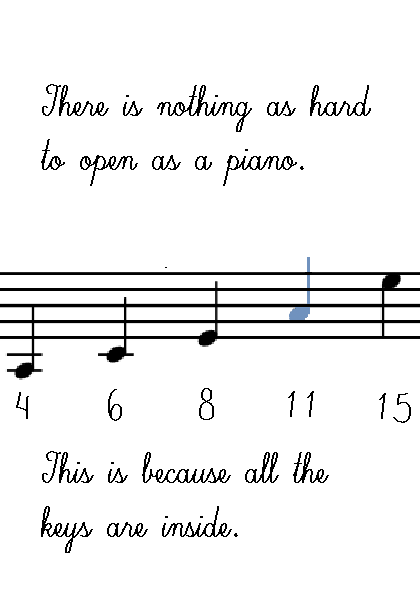 There is nothing as hard
to open as a piano.
4 6 8 11 15
This is because all the
keys are inside.